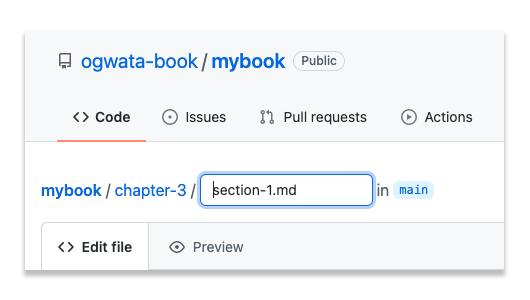 ogwata-book / mybook Public
Code Issues Pull requests Actions
mybook / chapter-3 / section-1.md in main
Edit file Preview